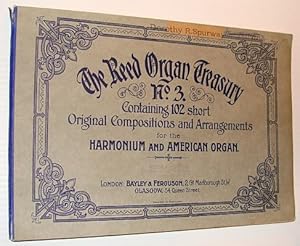 Dorothy R. Spurway
The Reed Organ Treasury
No 3.
Containing 102 short
Original Compositions and Arrangements
for the
HARMONIUM AND AMERICAN ORGAN.
LONDON: BAYLEY & FERGUSON, 2 Gt Marlborough St W
GLASGOW: 54 Queen Street.